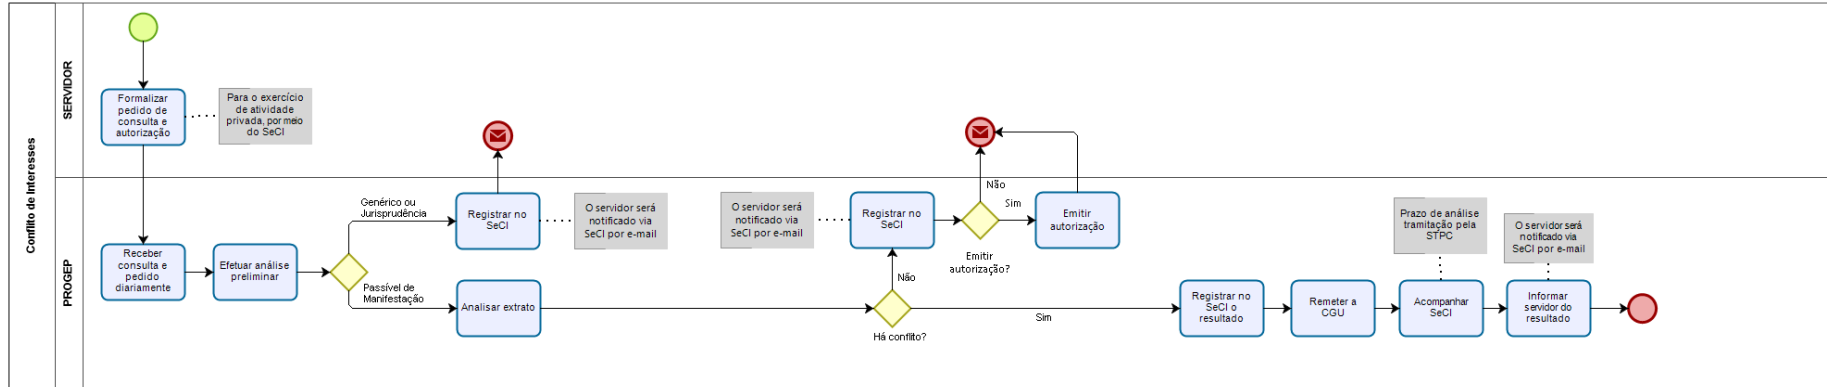 Conflito de Interesses
SERVIDOR
Formalizar
pedido de
consulta e
autorização
Para o exercício
de atividade
privada, por meio
do SeCI
PROGEP
Receber
consulta e
pedido
diariamente
Efetuar análise
preliminar
Genérico ou
Jurisprudência
Passível de
Manifestação
Registrar no
SeCI
O servidor será
notificado via
SeCI por e-mail
Analisar extrato
O servidor será
notificado via
SeCI por e-mail
Registrar no
SeCI
Não
Há conflito?
Não
Sim
Emitir
autorização?
Emitir
autorização
Sim
Registrar no
SeCI o
resultado
Remeter a
CGU
Prazo de análise
tramitação pela
STPC
Acompanhar
SeCI
O servidor será
notificado via
SeCI por e-mail
Informar
servidor do
resultado